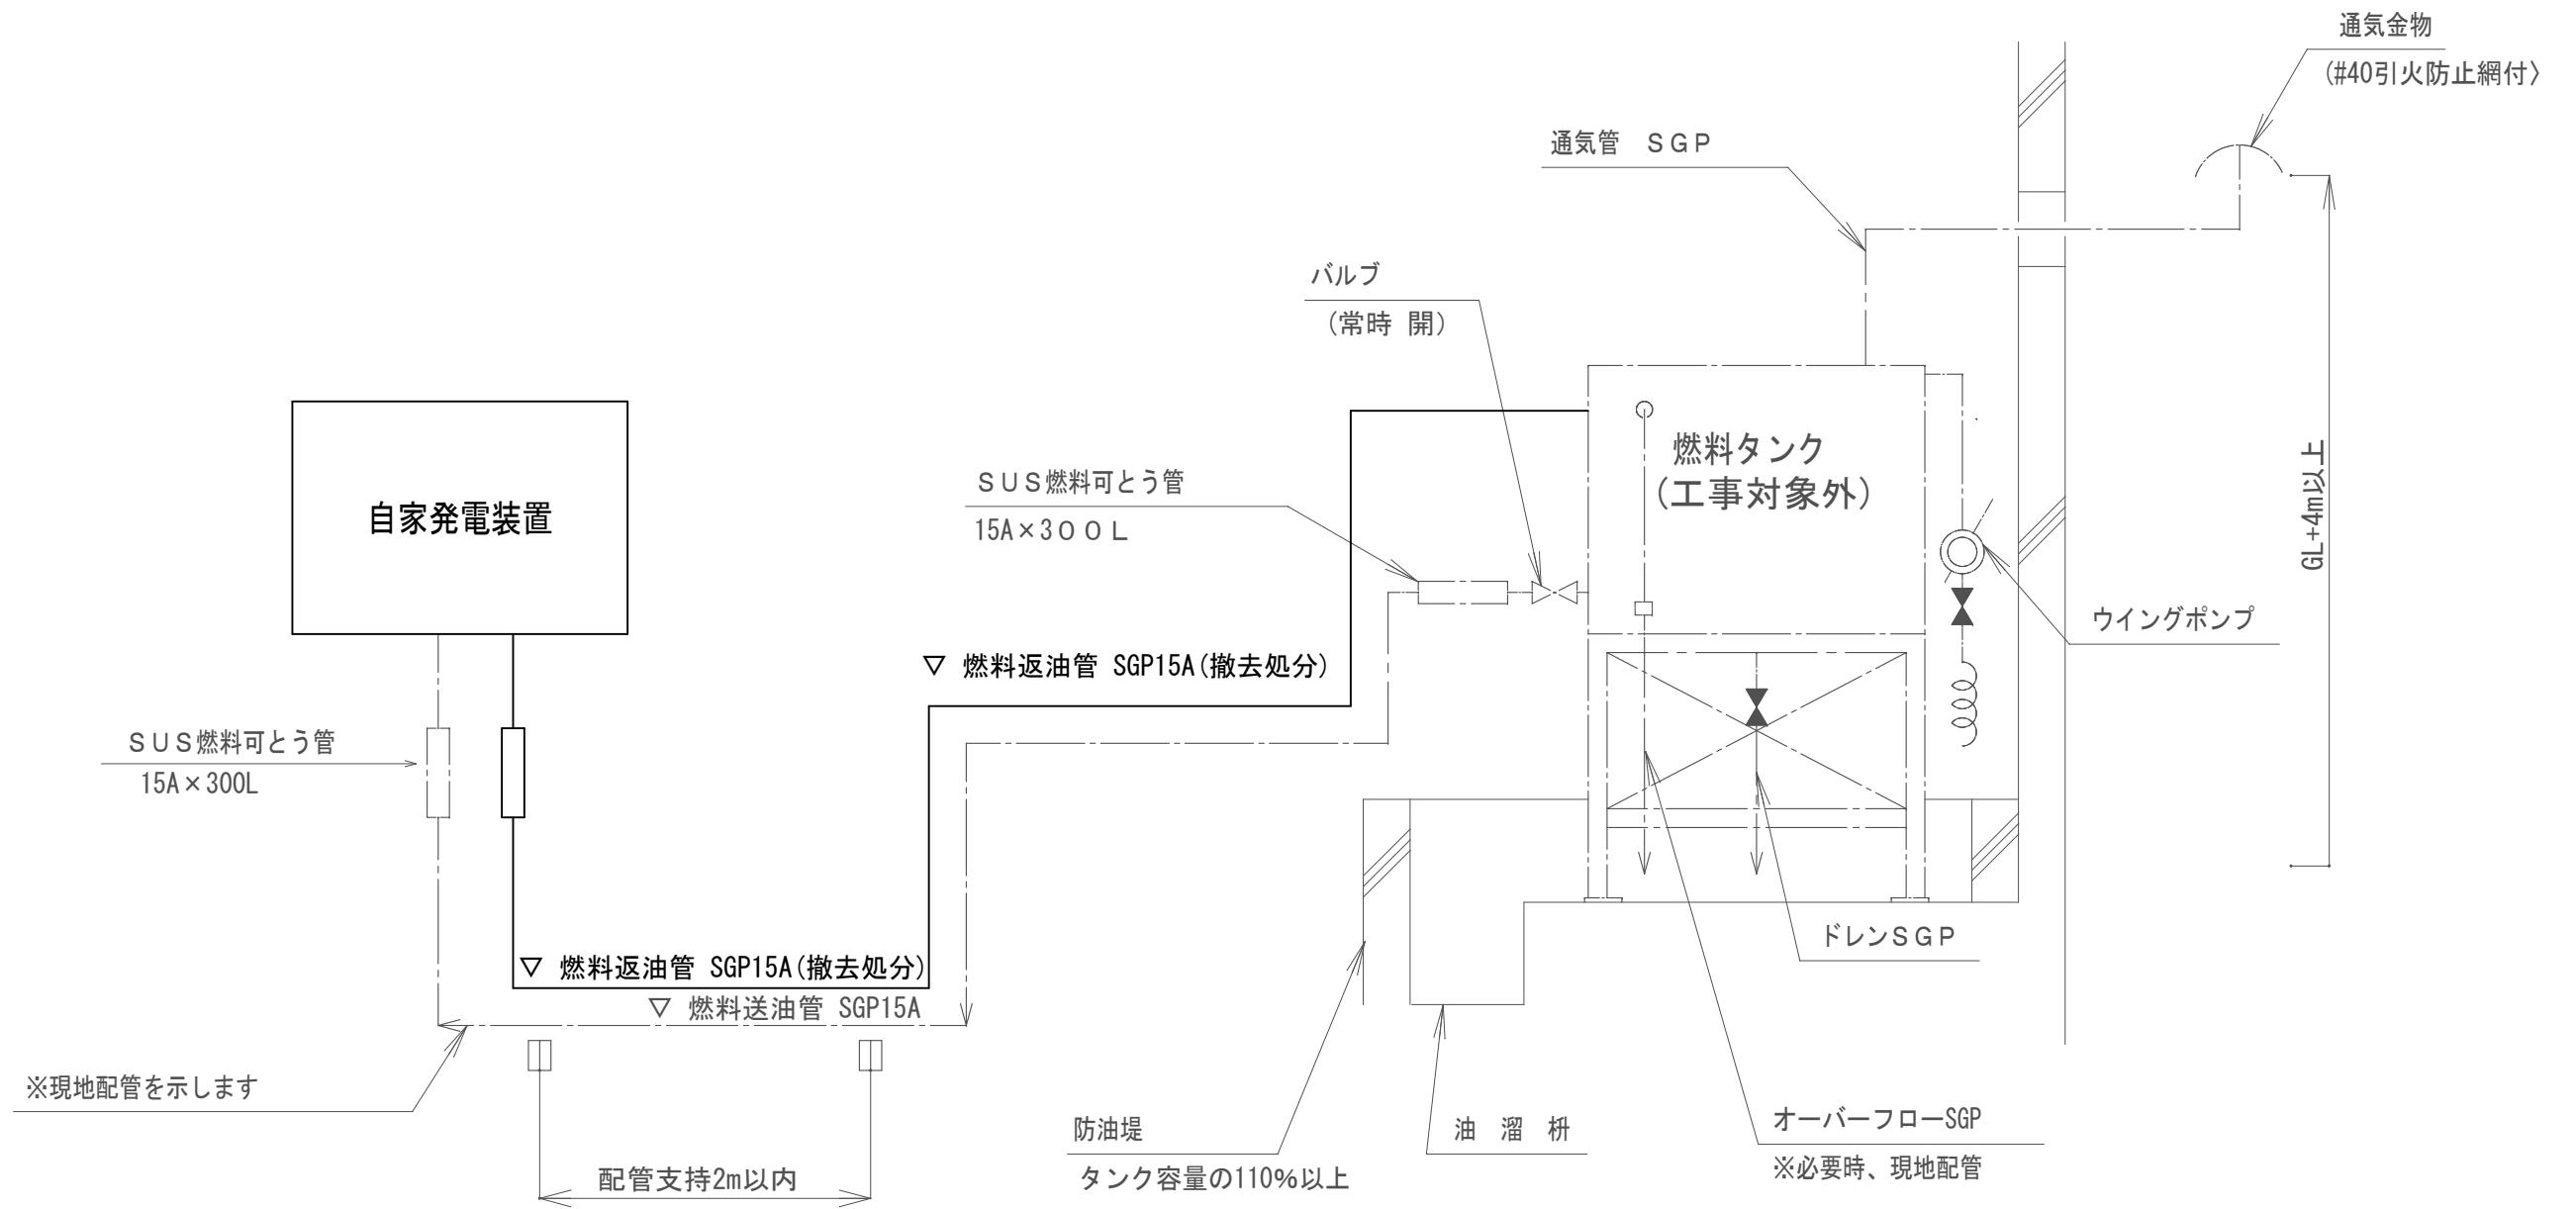 通気金物
(#40引火防止網付〉
通気管　ＳＧＰ
バルブ
（常時 開）
燃料タンク
（工事対象外）
ＳＵＳ燃料可とう管
15A×3００Ｌ
自家発電装置
GL+4m以上
ウイングポンプ
▽ 燃料返油管 SGP15A(撤去処分)
ＳＵＳ燃料可とう管
15A×300L
ドレンＳＧＰ
▽ 燃料返油管 SGP15A(撤去処分)
▽ 燃料送油管 SGP15A
※現地配管を示します
防油堤
タンク容量の110%以上
油　溜　枡
オーバーフローSGP
※必要時、現地配管
配管支持2m以内